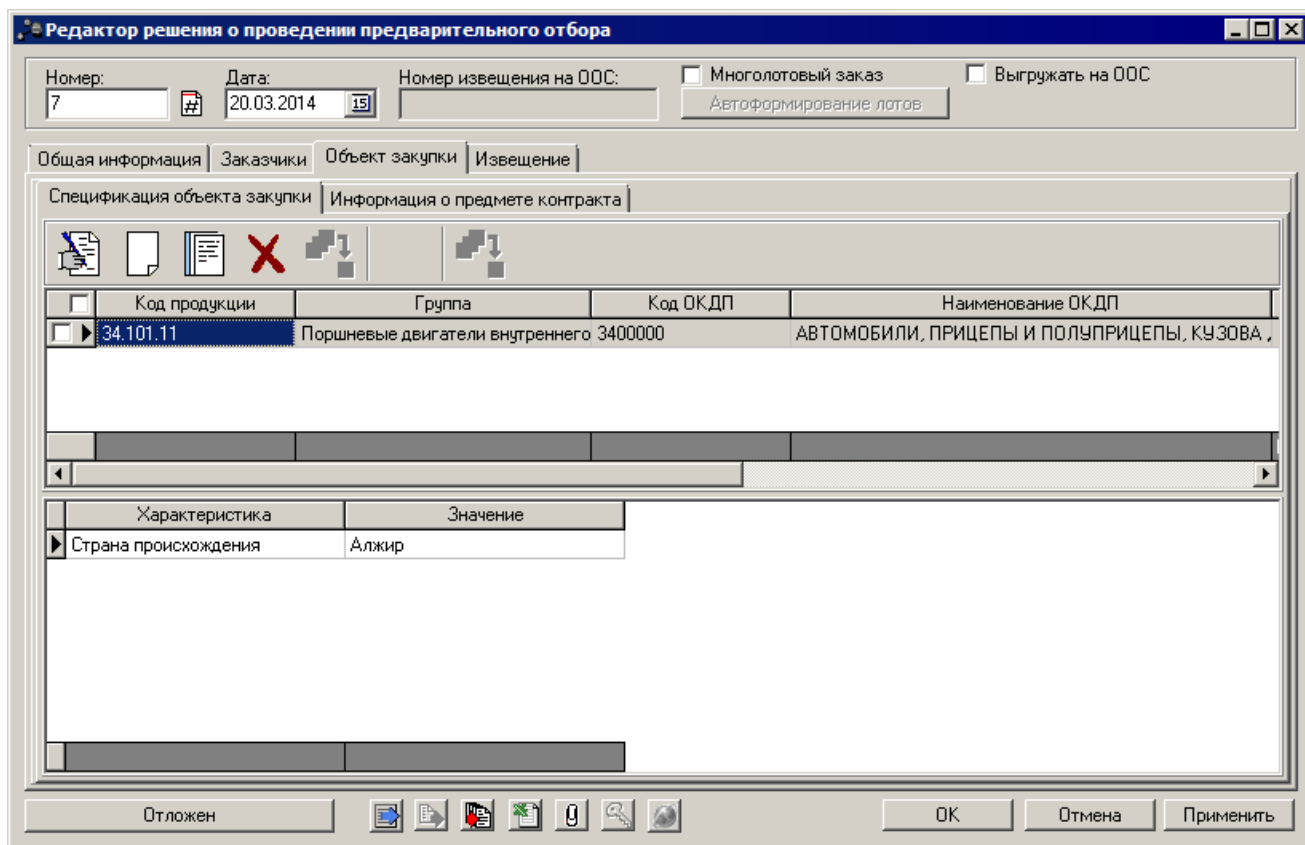 Редактор решения о проведении предварительного отбора
Номер: Дата: Номер извещения на ООС: Многолотовый заказ Выгружать на ООС
7 20.03.2014 15 Автоформирование лотов
Общая информация Заказчики Объект закупки Извещение
Спецификация объекта закупки Информация о предмете контракта
Код продукции Группа Код ОКДП Наименование ОКДП
34.101.11 Поршневые двигатели внутреннего 3400000 АВТОМОБИЛИ, ПРИЦЕПЫ И ПОЛУПРИЦЕПЫ, КУЗОВА
Характеристика Значение
Страна происхождения Алжир
Отложен OK Отмена Применить